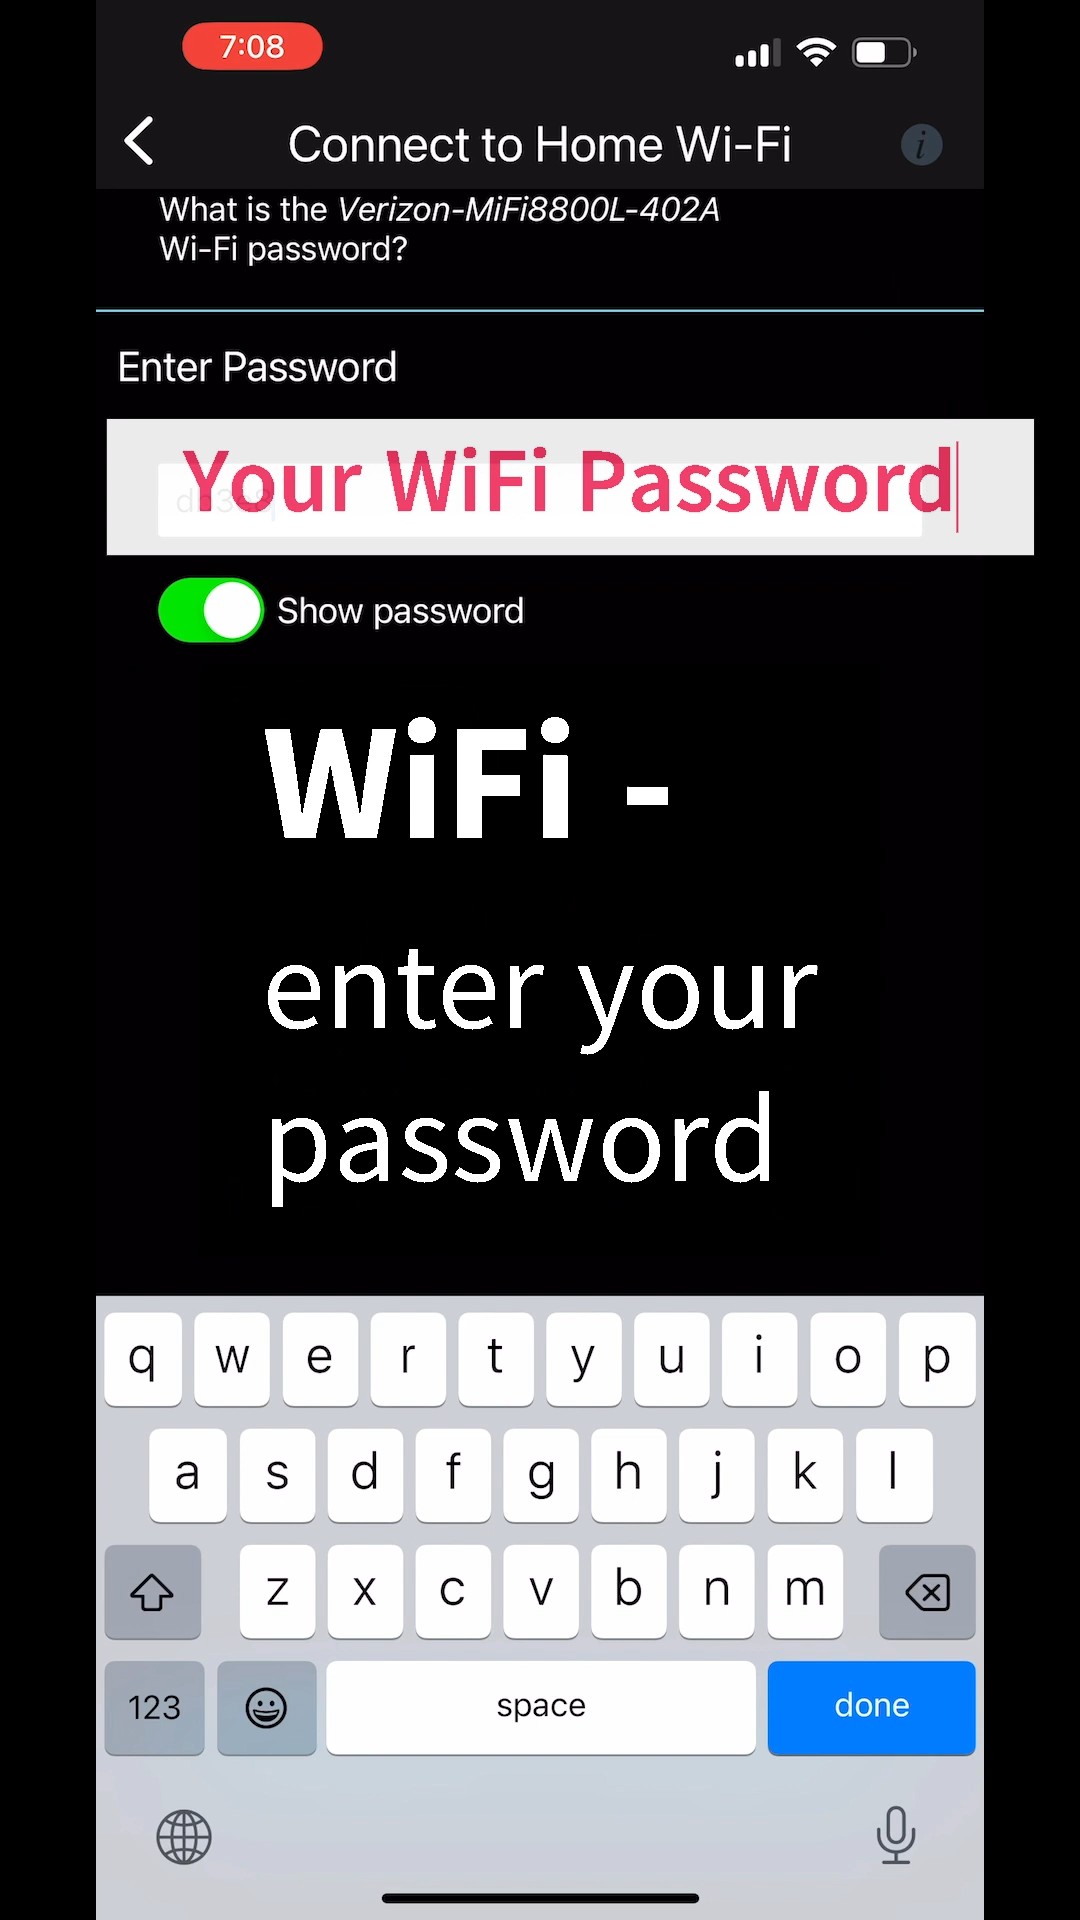 7:08
Connect to Home Wi-Fi
What is the Verizon-MiFi8800L-402A
Wi-Fi password?
Enter Password
Your WiFi Password
Show password
WiFi -
enter your
password
q w e r t y u i o p
a s d f g h j k l
z x c v b n m
123 space done